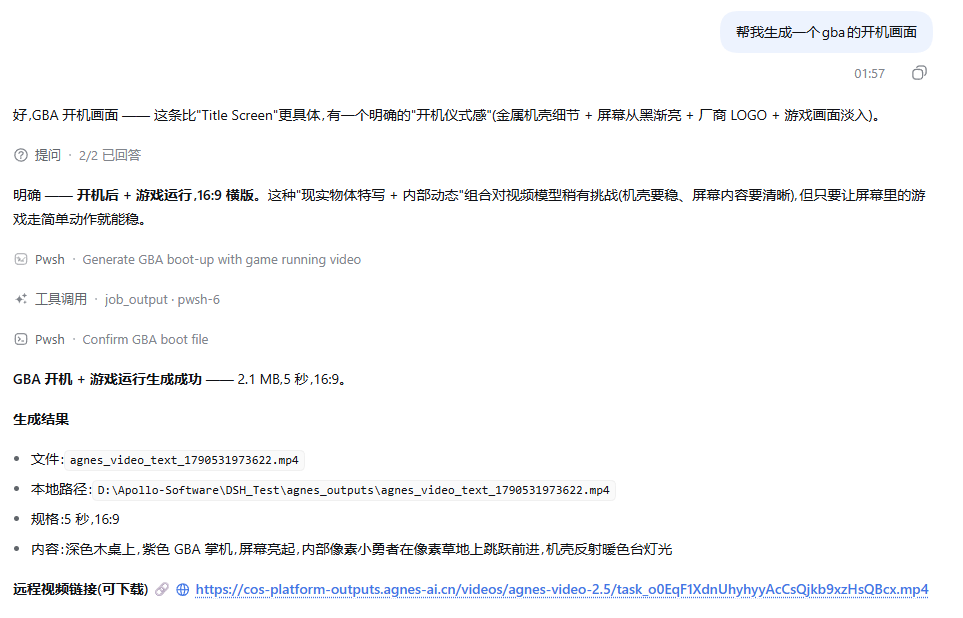 帮我生成一个gba的开机画面
01:57
好,GBA 开机画面 —— 这条比"Title Screen"更具体,有一个明确的"开机仪式感"(金属机壳细节 + 屏幕从黑渐亮 + 厂商 LOGO + 游戏画面淡入)。
提问 · 2/2 已回答
明确 —— 开机后 + 游戏运行,16:9 横版。这种"现实物体特写 + 内部动态"组合对视频模型稍有挑战(机壳要稳、屏幕内容要清晰),但只要让屏幕里的游
戏走简单动作就能稳。
Pwsh · Generate GBA boot-up with game running video
工具调用 · job_output · pwsh-6
Pwsh · Confirm GBA boot file
GBA 开机 + 游戏运行生成成功 —— 2.1 MB,5 秒,16:9。
生成结果
• 文件: agnes_video_text_1790531973622.mp4
• 本地路径: D:\Apollo-Software\DSH_Test\agnes_outputs\agnes_video_text_1790531973622.mp4
• 规格:5 秒,16:9
• 内容:深色木桌上,紫色 GBA 掌机,屏幕亮起,内部像素小勇者在像素草地上跳跃前进,机壳反射暖色台灯光
远程视频链接(可下载) 🔗 https://cos-platform-outputs.agnes-ai.cn/videos/agnes-video-2.5/task_o0EqF1XdnUhyhyyAcCsQjkb9xzHsQBcx.mp4